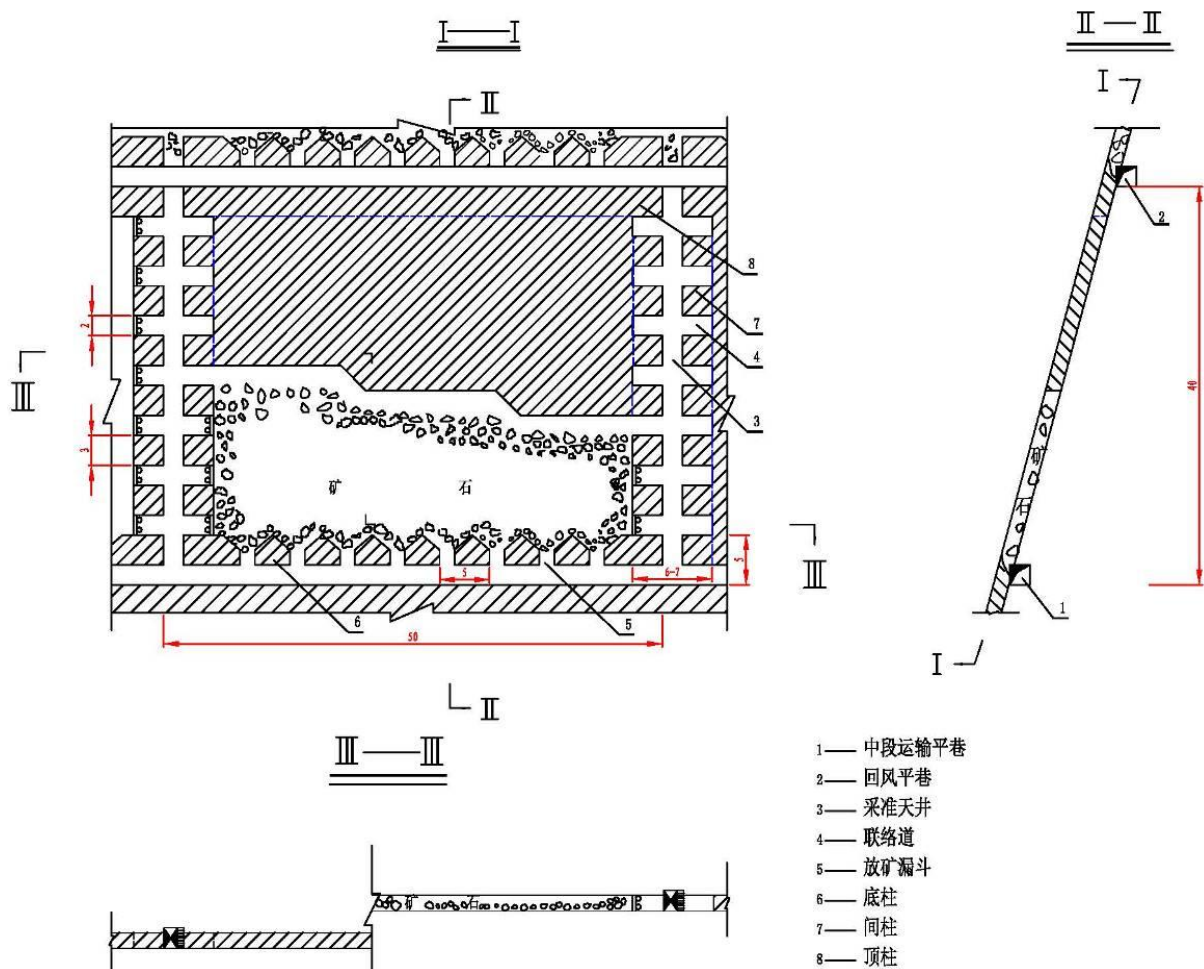 I—I
II—II
I
II
2
8
7
2
4
III
3
40
3
矿 石
矿
石
5
III
5
6-7
1
6
5
50
I
II
III—III
1— 中段运输平巷
2— 回风平巷
3— 采准天井
4— 联络道
5— 放矿漏斗
6— 底柱
7— 间柱
8— 顶柱
矿 石